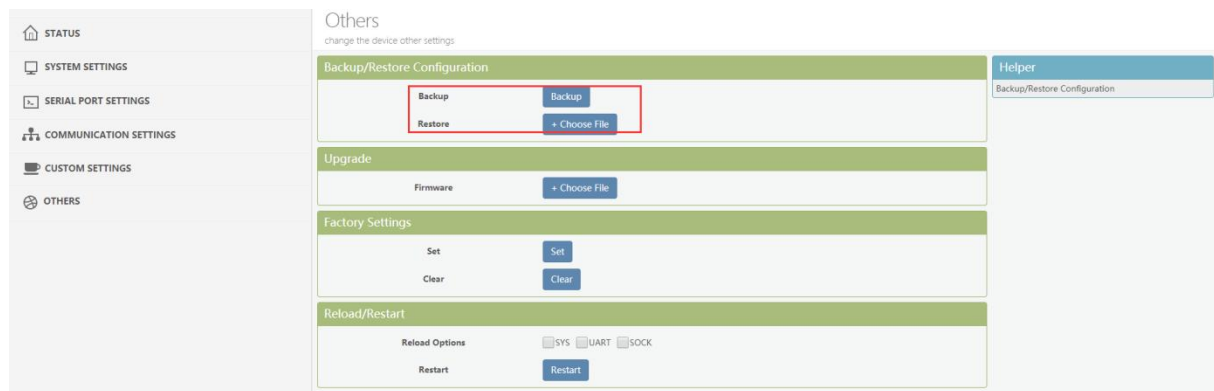 STATUS
SYSTEM SETTINGS
SERIAL PORT SETTINGS
COMMUNICATION SETTINGS
CUSTOM SETTINGS
OTHERS
Others
change the device other settings
Backup/Restore Configuration
Backup Backup
Restore + Choose File
Upgrade
Firmware + Choose File
Factory Settings
Set Set
Clear Clear
Reload/Restart
Reload Options SYS UART SOCK
Restart Restart
Helper
Backup/Restore Configuration